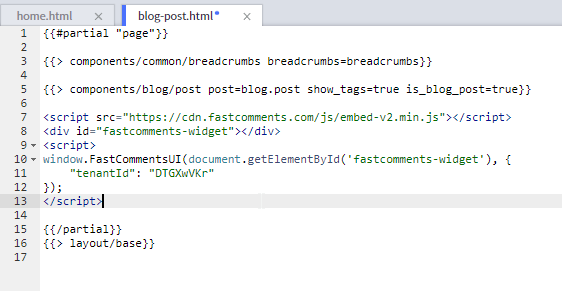 home.html × blog-post.html* ×
1 {{#partial "page"}}
2
3 {{> components/common/breadcrumbs breadcrumbs=breadcrumbs}}
4
5 {{> components/blog/post post=blog.post show_tags=true is_blog_post=true}}
6
7 <script src="https://cdn.fastcomments.com/js/embed-v2.min.js"></script>
8 <div id="fastcomments-widget"></div>
9 <script>
10 window.FastCommentsUI(document.getElementById('fastcomments-widget'), {
11     "tenantId": "DTGXwVKr"
12 });
13 </script>
14
15 {{/partial}}
16 {{> layout/base}}
17